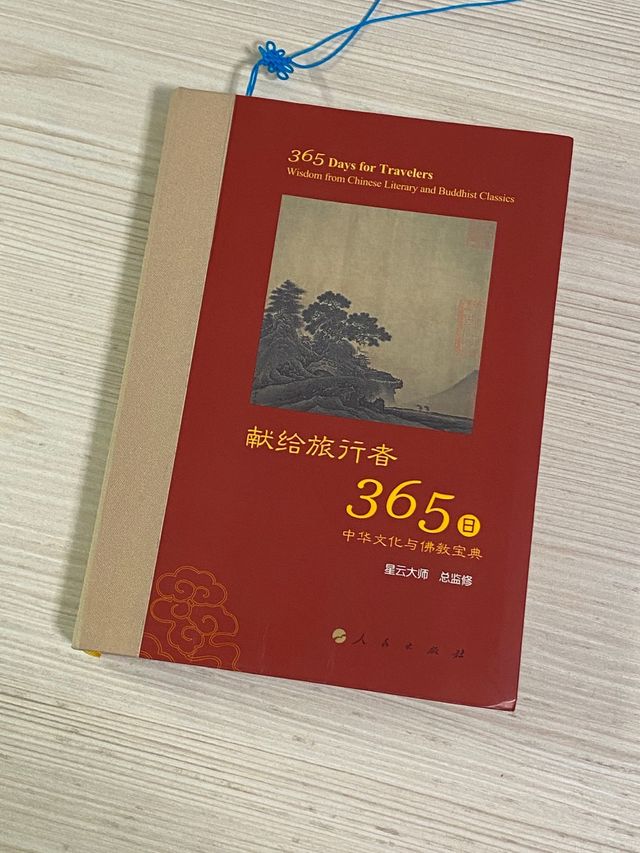 365 Days for Travelers
Wisdom from Chinese Literary and Buddhist Classics
献给旅行者
365日
中华文化与佛教宝典
星云大师 总监修
人民出版社